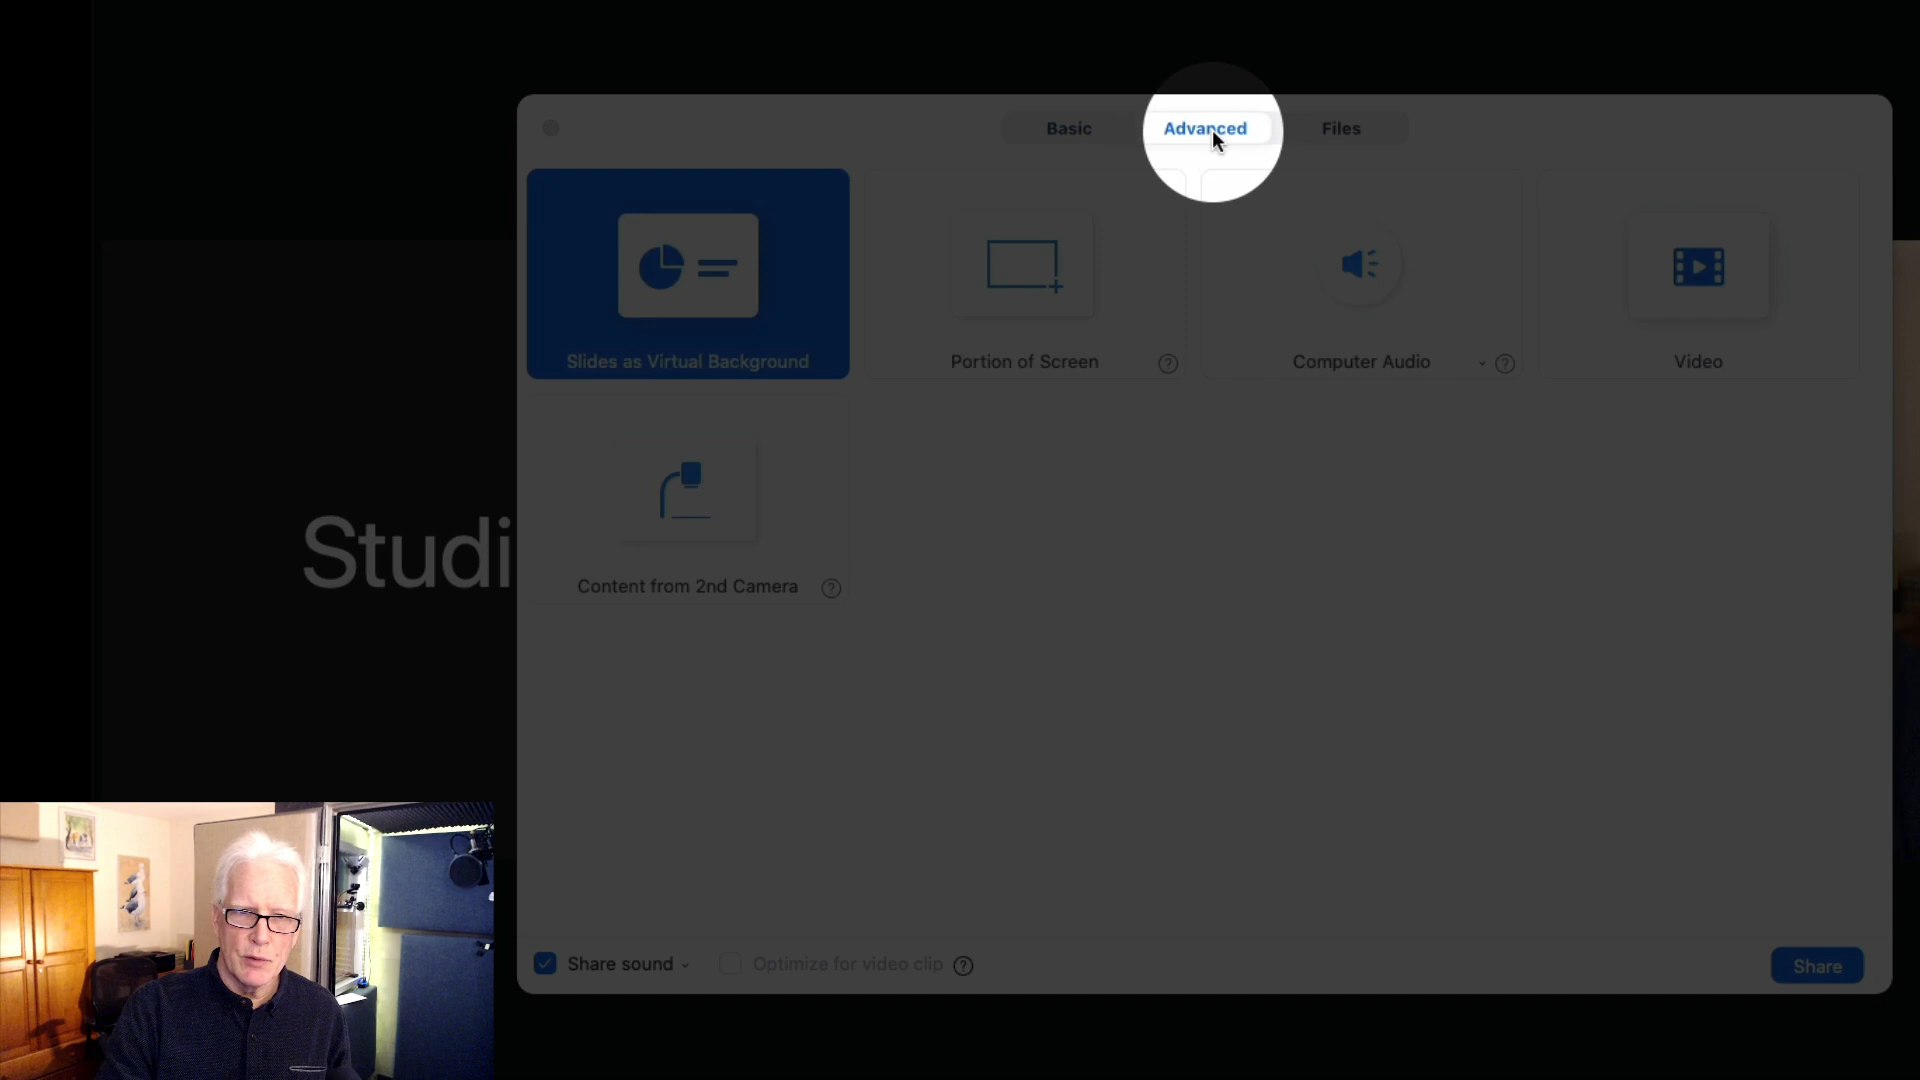 Basic
Advanced
Files
Slides as Virtual Background
Portion of Screen
Computer Audio
Video
Studi
Content from 2nd Camera
Share sound
Optimize for video clip
Share